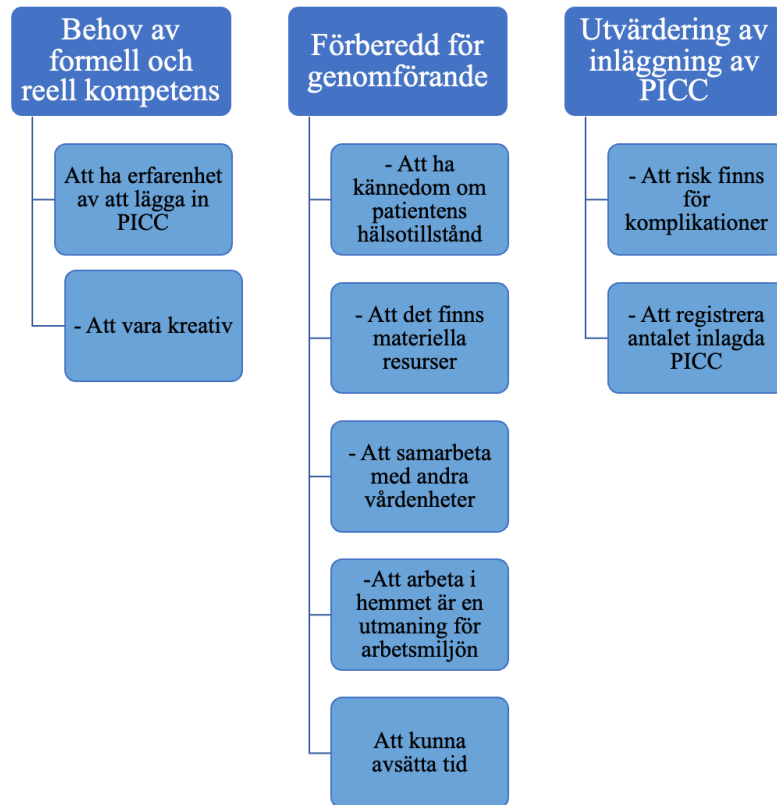 Behov av
formell och
reell kompetens
Att ha erfarenhet
av att lägga in
PICC
- Att vara kreativ
Förberedd för
genomförande
- Att ha
kännedom om
patientens
hälsotillstånd
- Att det finns
materiella
resurser
- Att samarbeta
med andra
vårdenheter
-Att arbeta i
hemmet är en
utmaning för
arbetsmiljön
Att kunna
avsätta tid
Utvärdering av
inläggning av
PICC
- Att risk finns
för
komplikationer
- Att registrera
antalet inlagda
PICC